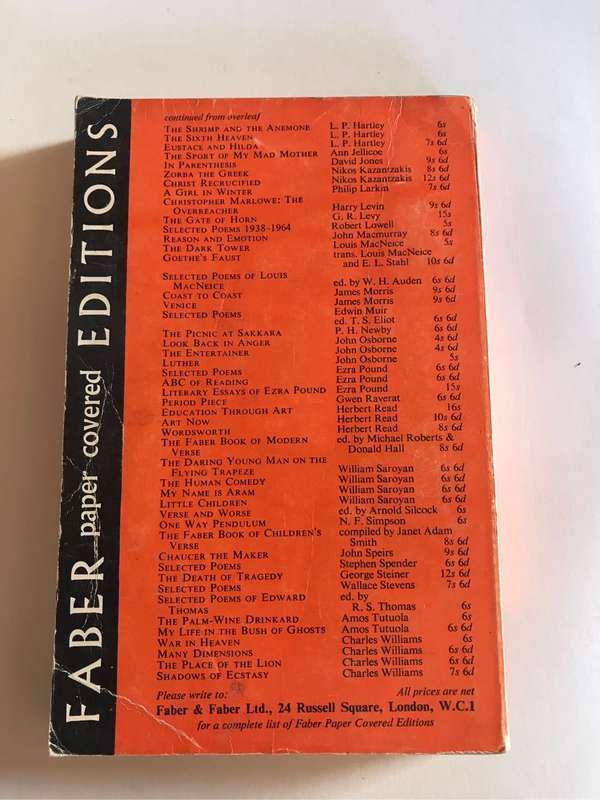 FABER paper covered EDITIONS
continued from overleaf
THE SHRIMP AND THE ANEMONE L. P. Hartley 6s
THE SIXTH HEAVEN L. P. Hartley 6s
EUSTACE AND HILDA L. P. Hartley 7s 6d
THE SPORT OF MY MAD MOTHER Ann Jellicoe 6s
IN PARENTHESIS David Jones 9s 6d
ZORBA THE GREEK Nikos Kazantzakis 8s 6d
CHRIST RECRUCIFIED Nikos Kazantzakis 12s 6d
A GIRL IN WINTER Philip Larkin 7s 6d
CHRISTOPHER MARLOWE: THE
OVERREACHER Harry Levin 9s 6d
THE GATE OF HORN G. R. Levy 15s
SELECTED POEMS 1938–1964 Robert Lowell 5s
REASON AND EMOTION John Macmurray 8s 6d
THE DARK TOWER Louis MacNeice 5s
GOETHE'S FAUST trans. Louis MacNeice
and E. L. Stahl 10s 6d
SELECTED POEMS OF LOUIS
MACNEICE ed. by W. H. Auden 6s 6d
COAST TO COAST James Morris 9s 6d
VENICE James Morris 9s 6d
SELECTED POEMS Edwin Muir
ed. T. S. Eliot 6s 6d
THE PICNIC AT SAKKARA P. H. Newby 6s 6d
LOOK BACK IN ANGER John Osborne 4s 6d
THE ENTERTAINER John Osborne 4s 6d
LUTHER John Osborne 5s
SELECTED POEMS Ezra Pound 6s 6d
ABC OF READING Ezra Pound 6s 6d
LITERARY ESSAYS OF EZRA POUND Ezra Pound 15s
PERIOD PIECE Gwen Raverat 6s 6d
EDUCATION THROUGH ART Herbert Read 16s
ART NOW Herbert Read 10s 6d
WORDSWORTH Herbert Read 8s 6d
THE FABER BOOK OF MODERN ed. by Michael Roberts &
VERSE Donald Hall 8s 6d
THE DARING YOUNG MAN ON THE
FLYING TRAPEZE William Saroyan 6s 6d
THE HUMAN COMEDY William Saroyan 6s 6d
MY NAME IS ARAM William Saroyan 6s 6d
LITTLE CHILDREN William Saroyan 6s 6d
VERSE AND WORSE ed. by Arnold Silcock 6s
ONE WAY PENDULUM N. F. Simpson 6s
THE FABER BOOK OF CHILDREN'S compiled by Janet Adam
VERSE Smith 8s 6d
CHAUCER THE MAKER John Speirs 9s 6d
SELECTED POEMS Stephen Spender 6s 6d
THE DEATH OF TRAGEDY George Steiner 12s 6d
SELECTED POEMS Wallace Stevens 7s 6d
SELECTED POEMS OF EDWARD ed. by
THOMAS R. S. Thomas 6s
THE PALM-WINE DRINKARD Amos Tutuola 6s
MY LIFE IN THE BUSH OF GHOSTS Amos Tutuola 6s 6d
WAR IN HEAVEN Charles Williams 6s
MANY DIMENSIONS Charles Williams 6s 6d
THE PLACE OF THE LION Charles Williams 6s 6d
SHADOWS OF ECSTASY Charles Williams 7s 6d
Please write to: All prices are net
Faber & Faber Ltd., 24 Russell Square, London, W.C.1
for a complete list of Faber Paper Covered Editions